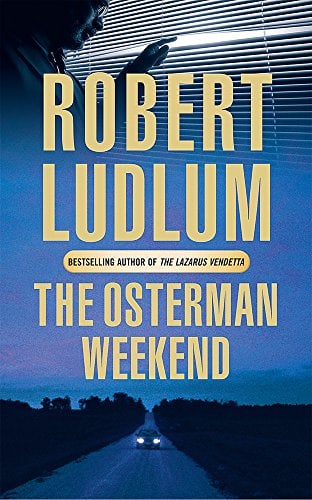 ROBERT
LUDLUM
BESTSELLING AUTHOR OF THE LAZARUS VENDETTA
THE OSTERMAN
WEEKEND